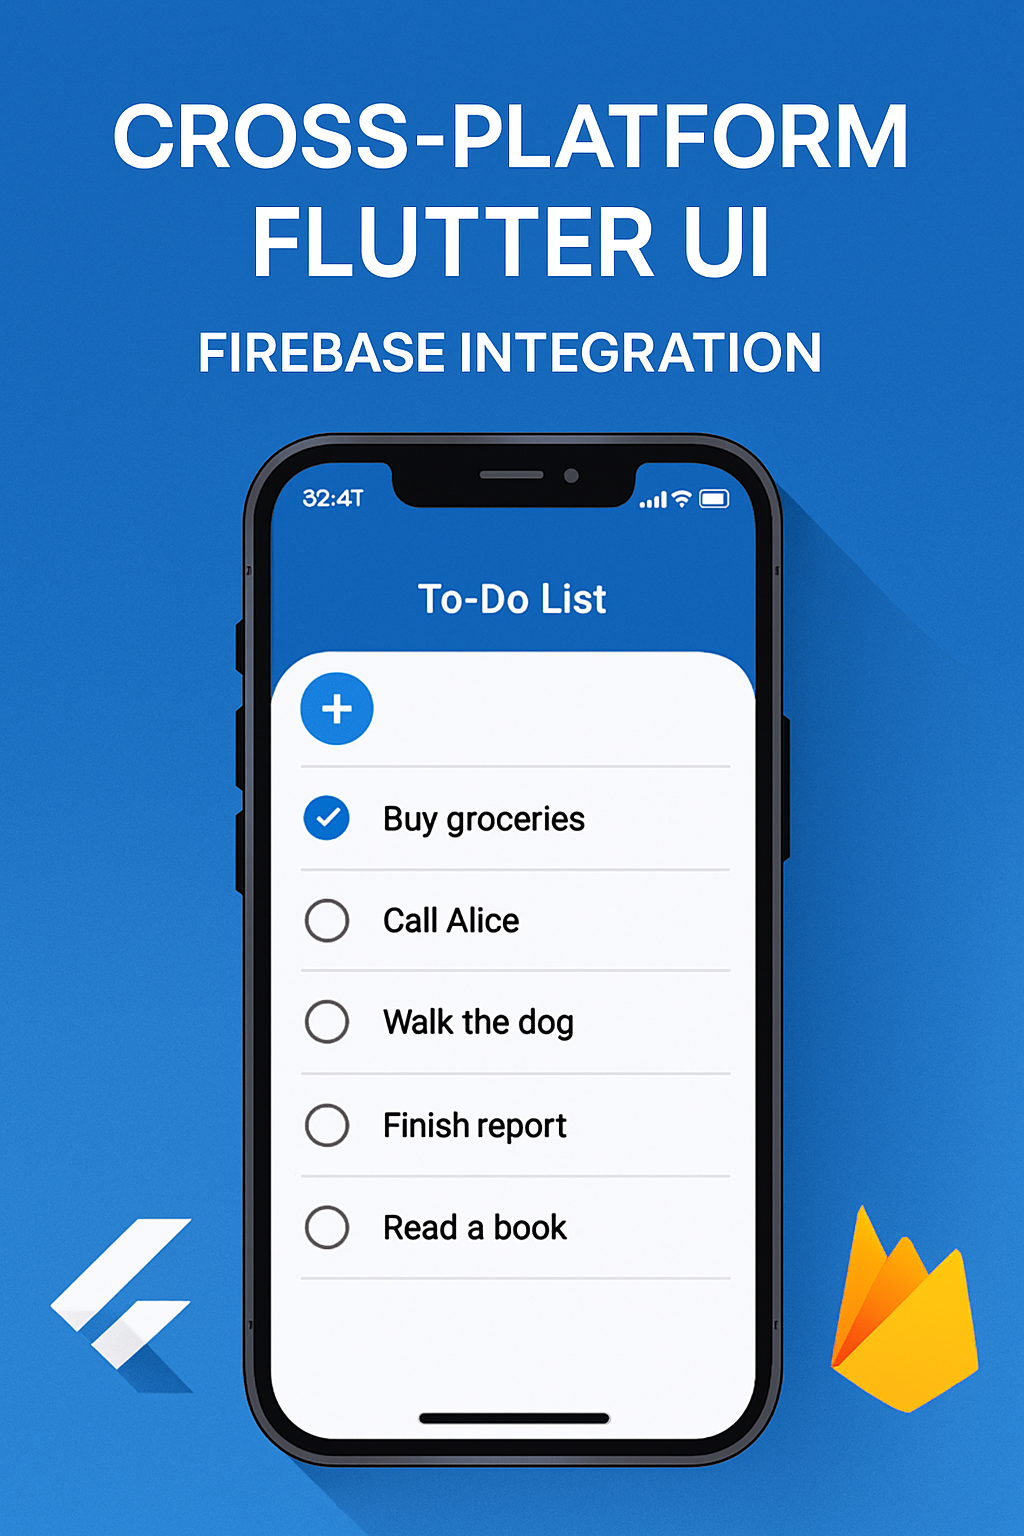 CROSS-PLATFORM
FLUTTER UI
FIREBASE INTEGRATION
32:4T
To-Do List
Buy groceries
Call Alice
Walk the dog
Finish report
Read a book